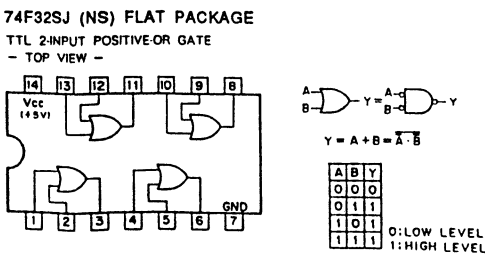 74F32SJ (NS) FLAT PACKAGE
TTL 2-INPUT POSITIVE-OR GATE
- TOP VIEW -
14 13 12 11 10 9 8
Vcc
(+5V)
GND
1 2 3 4 5 6 7
A
B
Y = A
B
Y
Y = A + B = A̅ · B̅
A B Y
0 0 0
0 1 1
1 0 1
1 1 1
0:LOW LEVEL
1:HIGH LEVEL